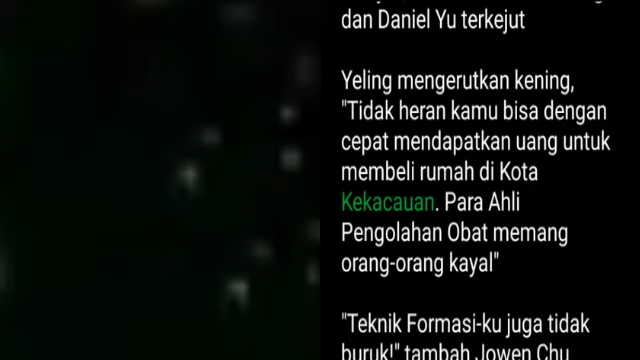 dan Daniel Yu terkejut
Yeling mengerutkan kening,
"Tidak heran kamu bisa dengan
cepat mendapatkan uang untuk
membeli rumah di Kota
Kekacauan. Para Ahli
Pengolahan Obat memang
orang-orang kayal"
"Teknik Formasi-ku juga tidak
buruk!" tambah Jowen Chu